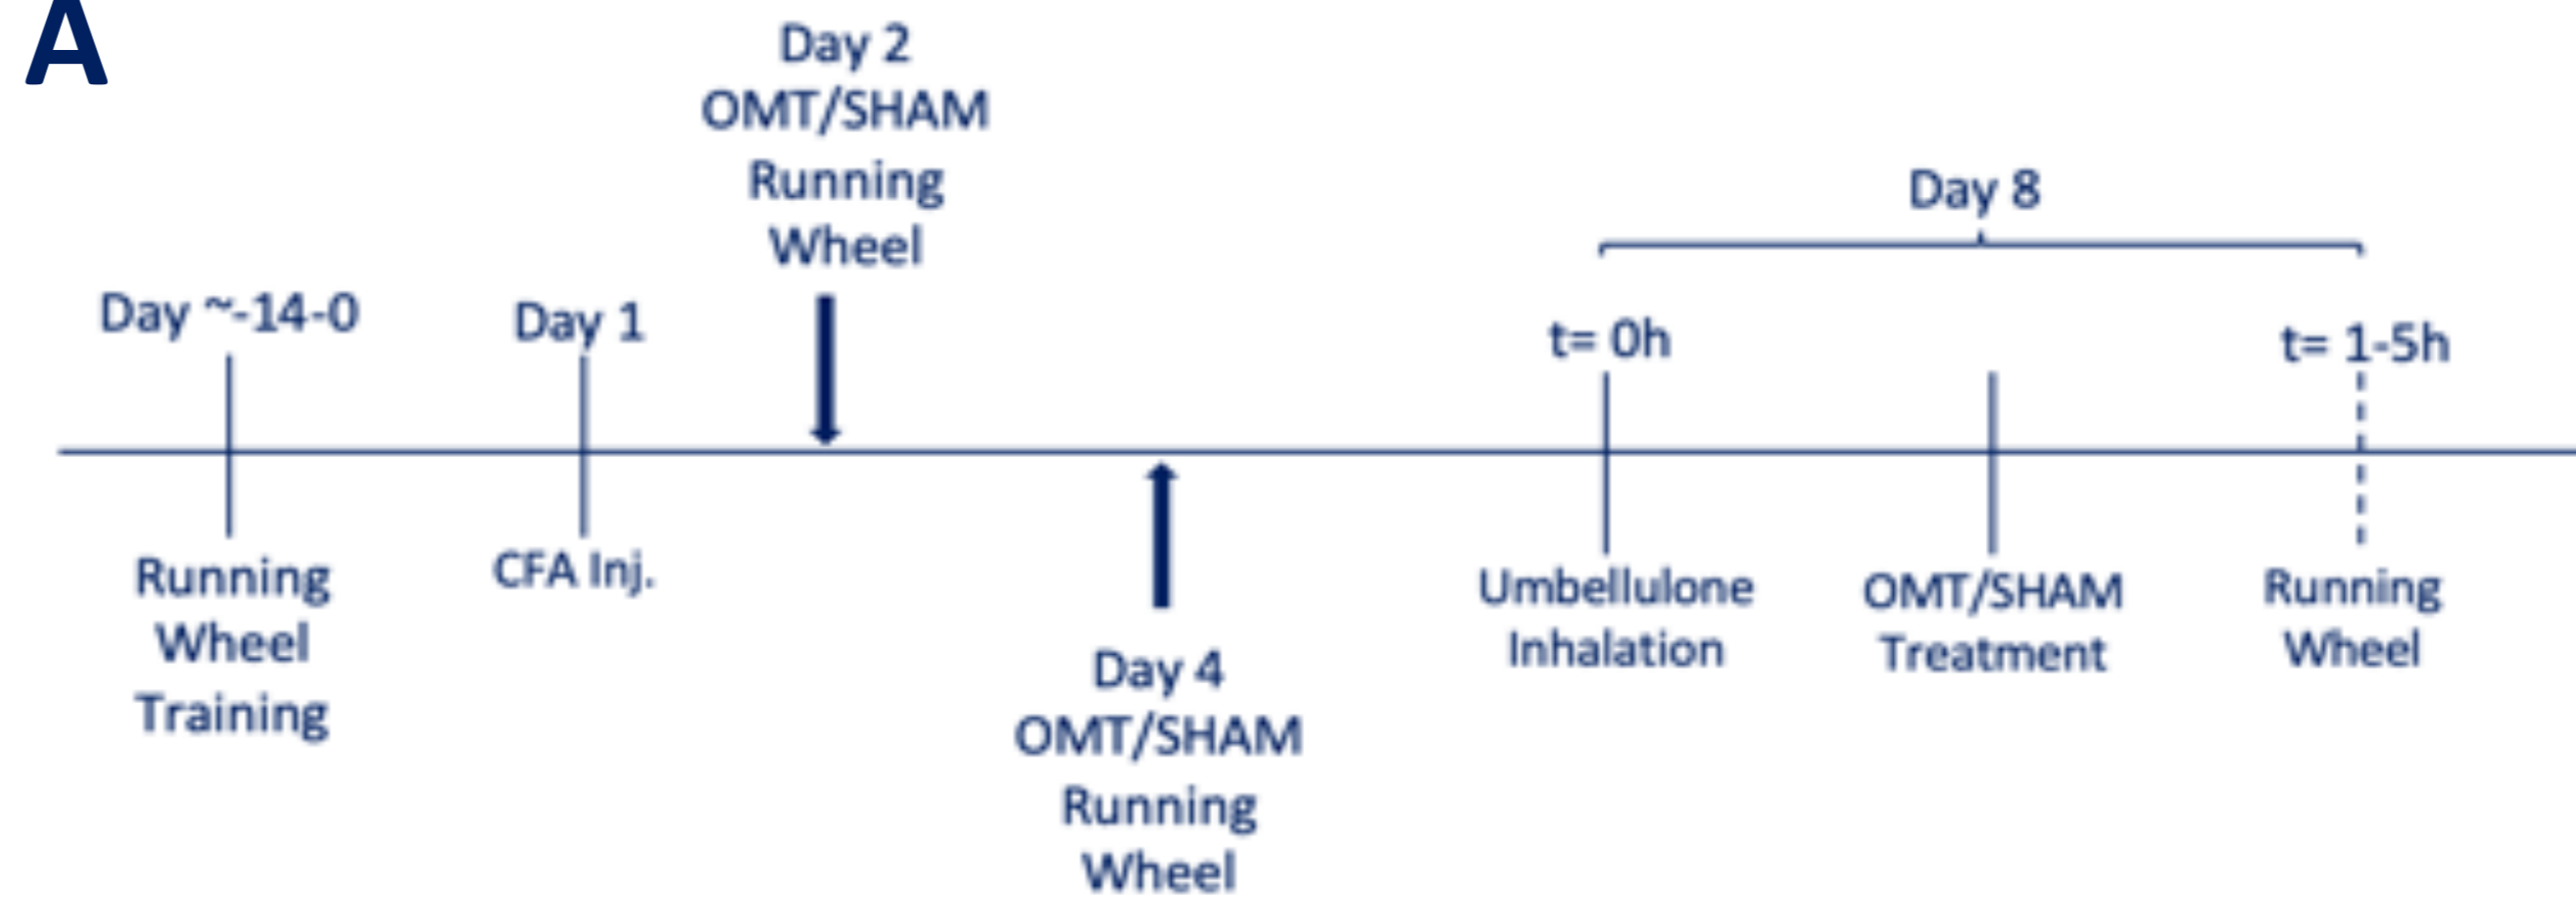 A
Day 2
OMT/SHAM
Running
Wheel
Day 8
Day ~-14-0
Day 1
t= 0h
t= 1-5h
Running
Wheel
Training
CFA Inj.
Day 4
OMT/SHAM
Running
Wheel
Umbellulone
Inhalation
OMT/SHAM
Treatment
Running
Wheel